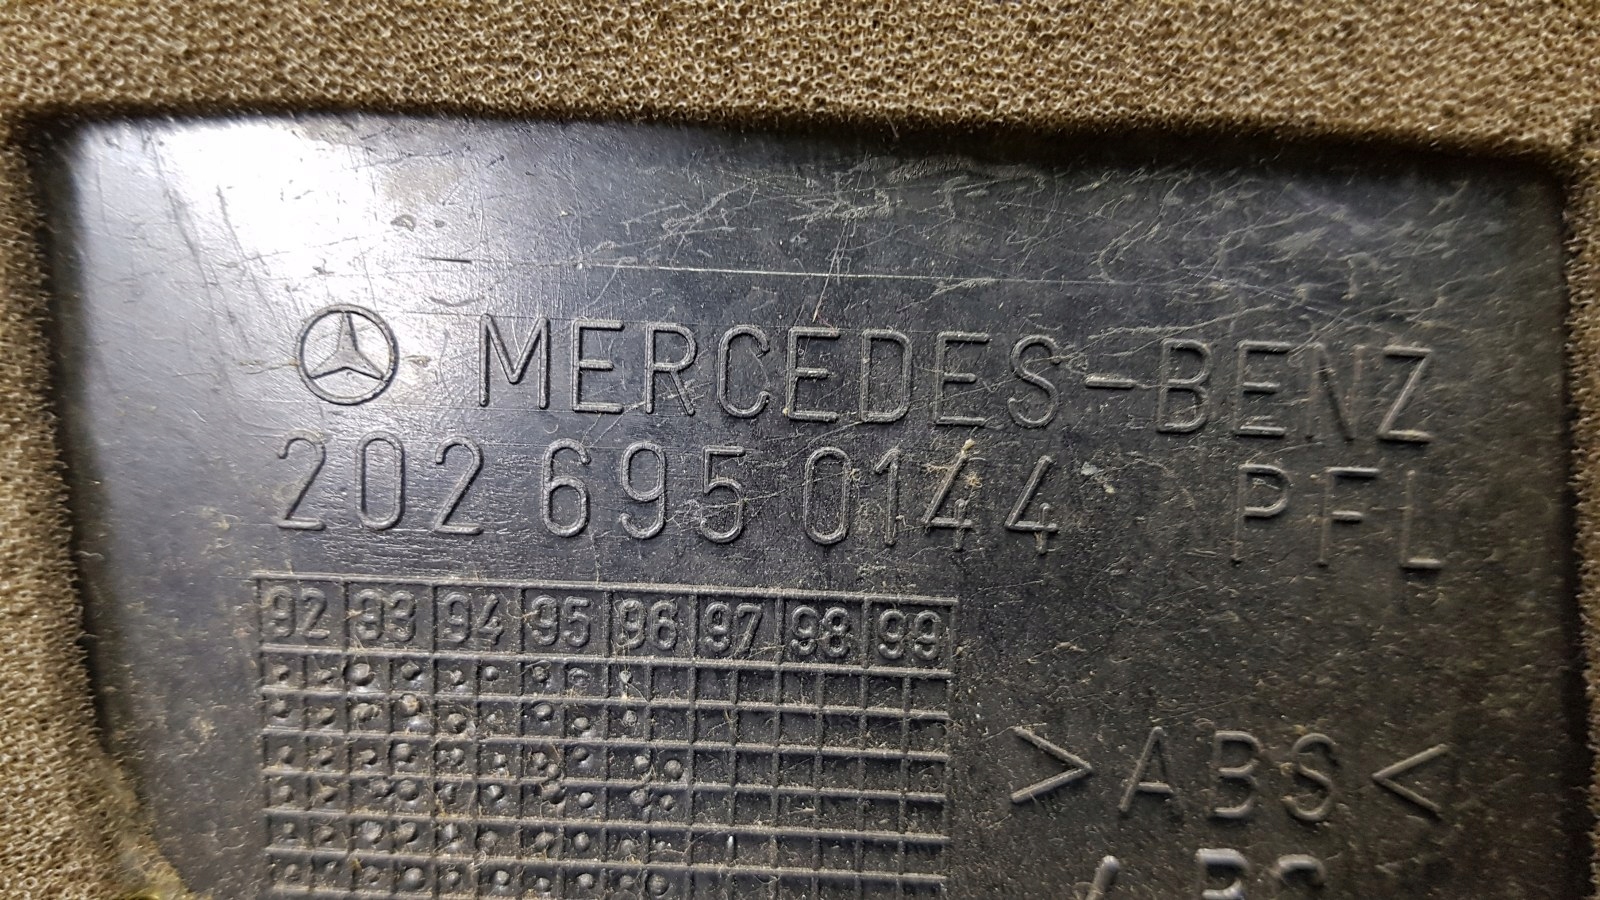 MERCEDES-BENZ
202 695 0144 PFL
92 93 94 95 96 97 98 99
>ABS<